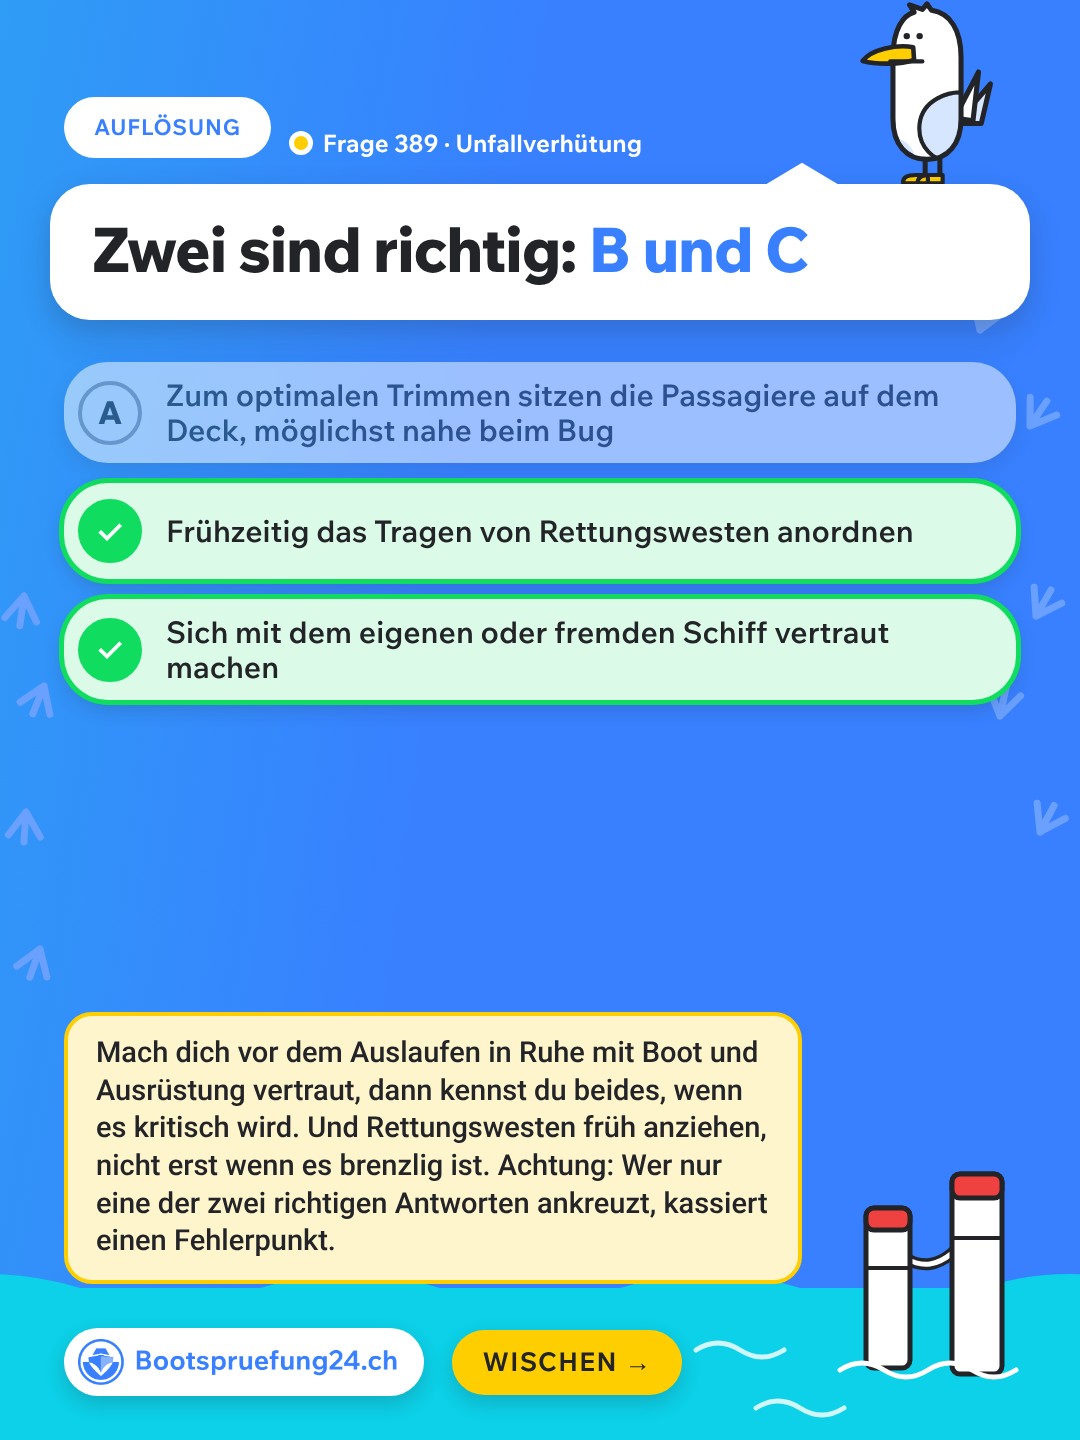 AUFLÖSUNG
Frage 389 · Unfallverhütung
Zwei sind richtig: B und C
A
Zum optimalen Trimmen sitzen die Passagiere auf dem
Deck, möglichst nahe beim Bug
Frühzeitig das Tragen von Rettungswesten anordnen
Sich mit dem eigenen oder fremden Schiff vertraut
machen
Mach dich vor dem Auslaufen in Ruhe mit Boot und
Ausrüstung vertraut, dann kennst du beides, wenn
es kritisch wird. Und Rettungswesten früh anziehen,
nicht erst wenn es brenzlig ist. Achtung: Wer nur
eine der zwei richtigen Antworten ankreuzt, kassiert
einen Fehlerpunkt.
Bootspruefung24.ch
WISCHEN →